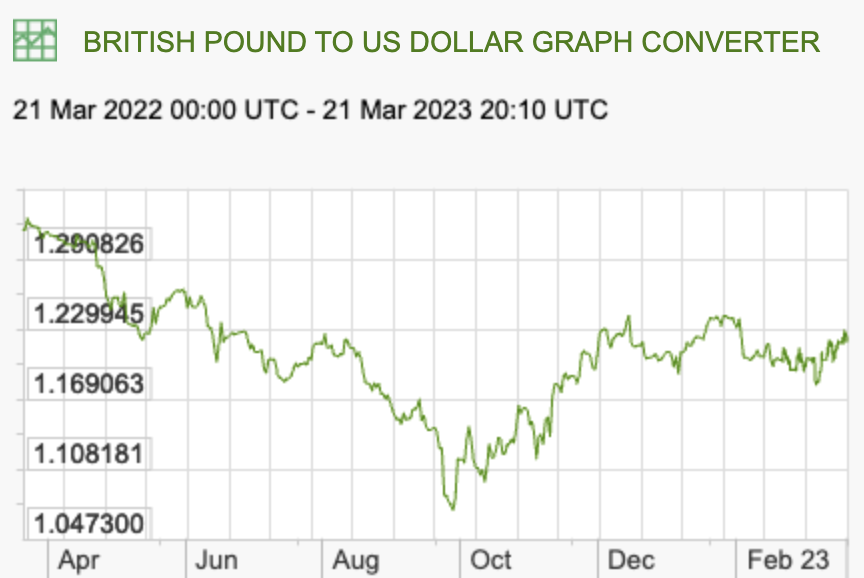 BRITISH POUND TO US DOLLAR GRAPH CONVERTER
21 Mar 2022 00:00 UTC - 21 Mar 2023 20:10 UTC
1.290826
1.229945
1.169063
1.108181
1.047300
Apr Jun Aug Oct Dec Feb 23